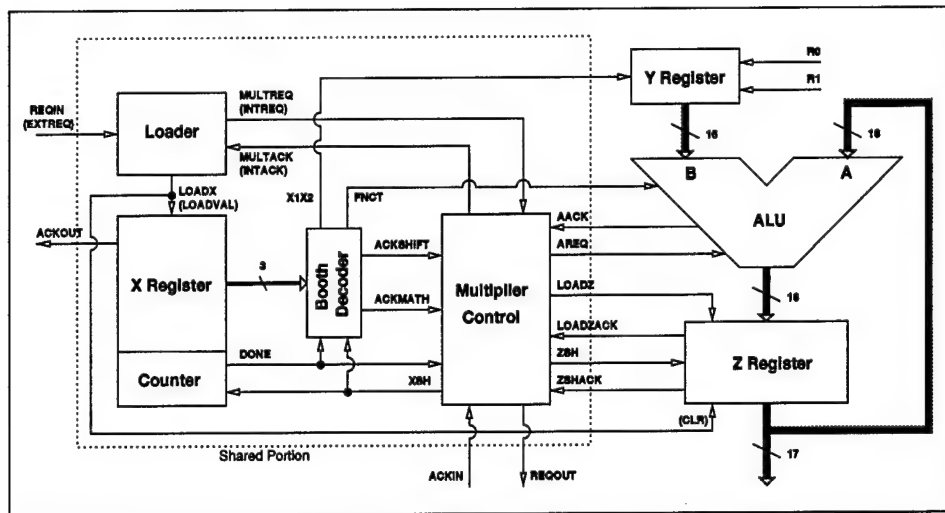 R0
Y Register
R1
MULTREQ
(INTREQ)
REQIN
(EXTREQ)
Loader
16
18
MULTACK
(INTACK)
B
A
LOADX
(LOADVAL)
X1X2
FNCT
ALU
AACK
ACKOUT
ACKSHIFT
AREQ
X Register
3
Booth
Decoder
Multiplier
Control
LOADZ
18
ACKMATH
LOADZACK
DONE
ZSH
Z Register
Counter
XSH
ZSHACK
(CLR)
Shared Portion
17
ACKIN
REQOUT